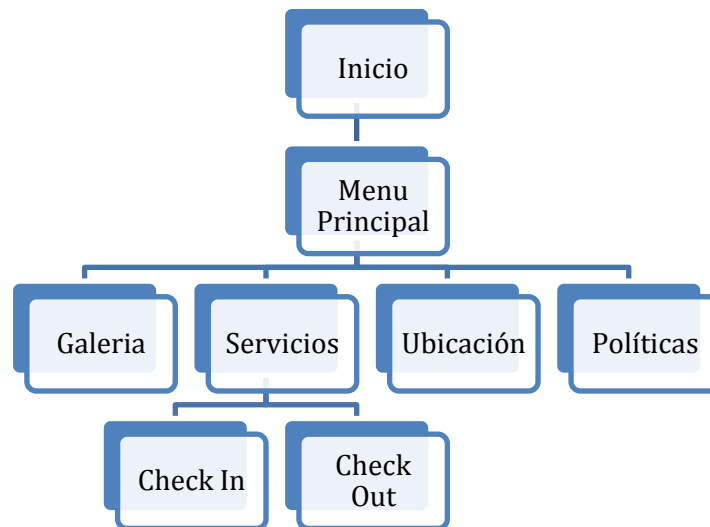 Inicio
Menu
Principal
Galeria
Servicios
Ubicación
Políticas
Check In
Check
Out